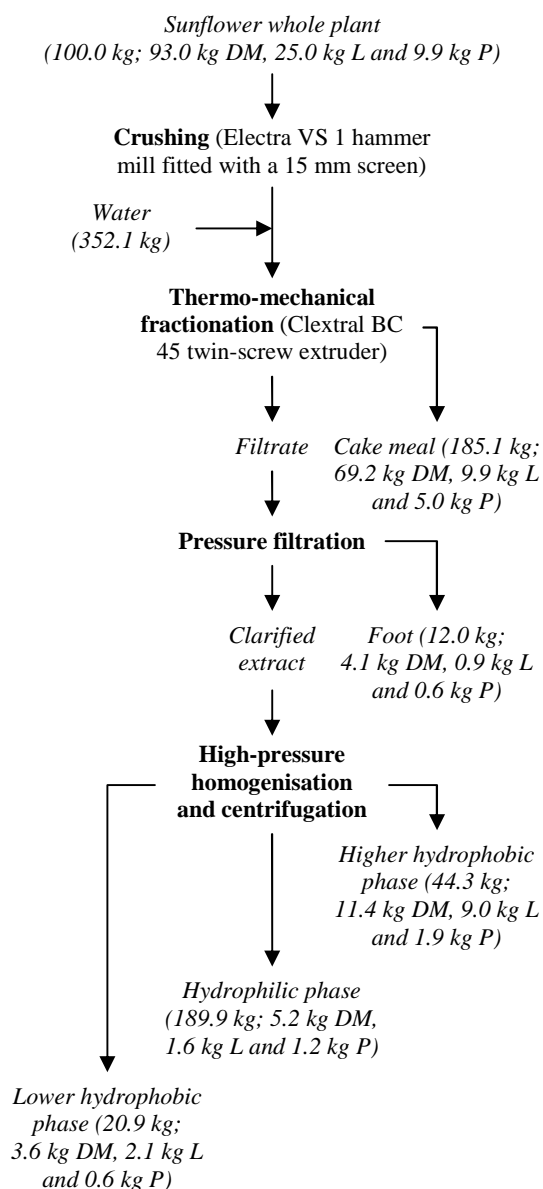 Sunflower whole plant
(100.0 kg; 93.0 kg DM, 25.0 kg L and 9.9 kg P)
Crushing (Electra VS 1 hammer
mill fitted with a 15 mm screen)
Water
(352.1 kg)
Thermo-mechanical
fractionation (Clextral BC
45 twin-screw extruder)
Filtrate
Cake meal (185.1 kg;
69.2 kg DM, 9.9 kg L
and 5.0 kg P)
Pressure filtration
Clarified
extract
Foot (12.0 kg;
4.1 kg DM, 0.9 kg L
and 0.6 kg P)
High-pressure
homogenisation
and centrifugation
Higher hydrophobic
phase (44.3 kg;
11.4 kg DM, 9.0 kg L
and 1.9 kg P)
Hydrophilic phase
(189.9 kg; 5.2 kg DM,
1.6 kg L and 1.2 kg P)
Lower hydrophobic
phase (20.9 kg;
3.6 kg DM, 2.1 kg L
and 0.6 kg P)